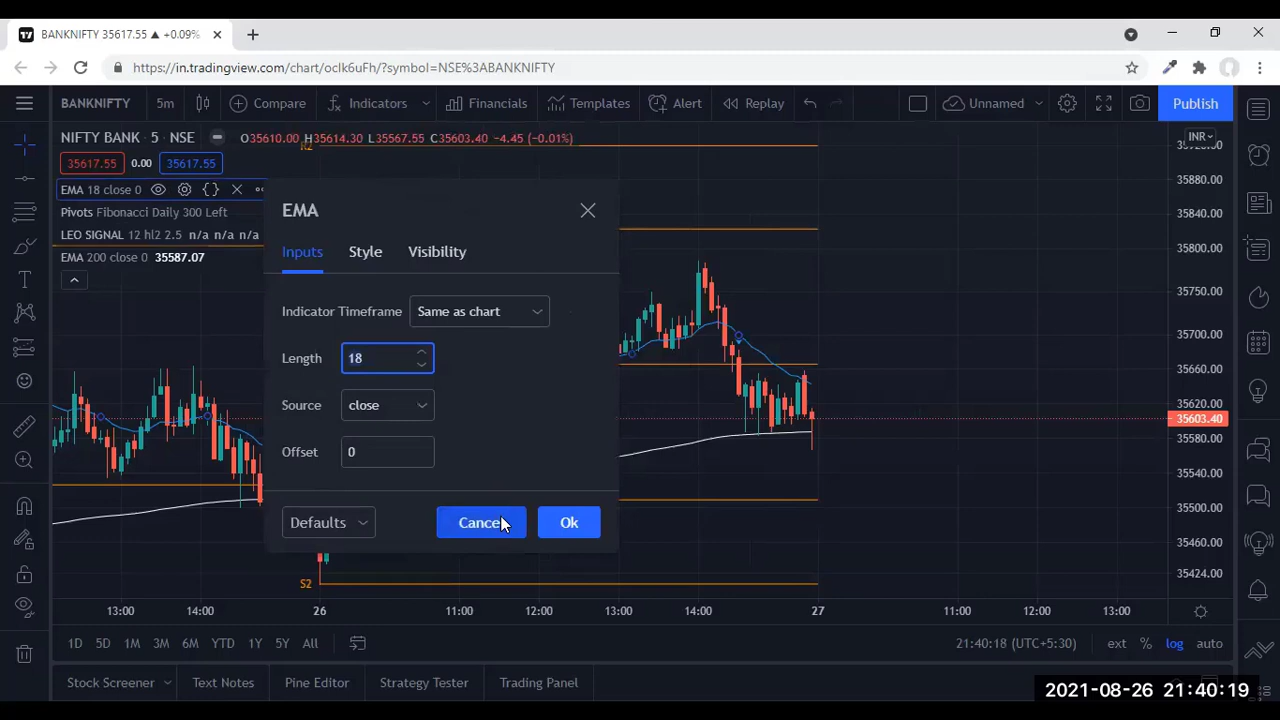 BANKNIFTY 35617.55 ▲ +0.09%
https://in.tradingview.com/chart/oclk6uFh/?symbol=NSE%3ABANKNIFTY
BANKNIFTY 5m Compare Indicators Financials Templates Alert Replay Unnamed Publish
NIFTY BANK · 5 · NSE O35610.00 H35614.30 L35567.55 C35603.40 -4.45 (-0.01%)
INR
35617.55 0.00 35617.55
EMA 18 close 0
Pivots Fibonacci Daily 300 Left
LEO SIGNAL 12 hl2 2.5 n/a n/a n/a
EMA 200 close 0 35587.07
EMA
Inputs Style Visibility
Indicator Timeframe Same as chart
Length 18
Source close
Offset 0
Defaults Cancel Ok
S2
35880.00
35840.00
35800.00
35750.00
35700.00
35660.00
35620.00
35603.40
35580.00
35540.00
35500.00
35460.00
35424.00
13:00 14:00 26 11:00 12:00 13:00 14:00 27 11:00 12:00 13:00
1D 5D 1M 3M 6M YTD 1Y 5Y All 21:40:18 (UTC+5:30) ext % log auto
Stock Screener Text Notes Pine Editor Strategy Tester Trading Panel
2021-08-26 21:40:19